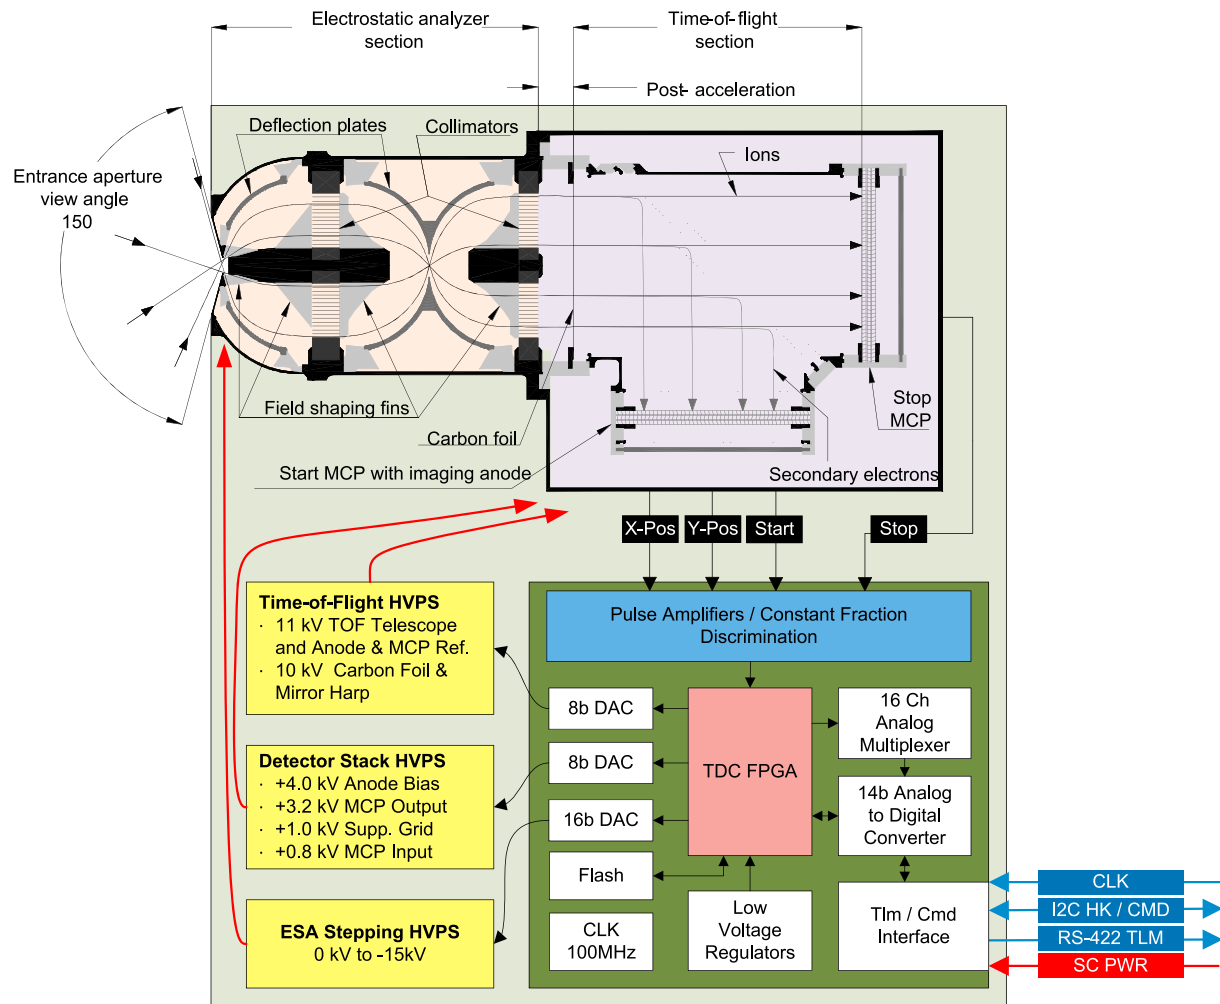 Electrostatic analyzer
section
Time-of-flight
section
Post- acceleration
Deflection plates
Collimators
Ions
Entrance aperture
view angle
150
Field shaping fins
Carbon foil
Start MCP with imaging anode
Stop
MCP
Secondary electrons
X-Pos
Y-Pos
Start
Stop
Time-of-Flight HVPS
· 11 kV TOF Telescope
and Anode & MCP Ref.
· 10 kV Carbon Foil &
Mirror Harp
Detector Stack HVPS
· +4.0 kV Anode Bias
· +3.2 kV MCP Output
· +1.0 kV Supp. Grid
· +0.8 kV MCP Input
ESA Stepping HVPS
0 kV to -15kV
Pulse Amplifiers / Constant Fraction
Discrimination
8b DAC
8b DAC
16b DAC
Flash
CLK
100MHz
TDC FPGA
Low
Voltage
Regulators
16 Ch
Analog
Multiplexer
14b Analog
to Digital
Converter
Tlm / Cmd
Interface
CLK
I2C HK / CMD
RS-422 TLM
SC PWR